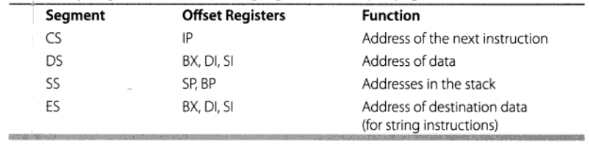 Segment Offset Registers Function
CS IP Address of the next instruction
DS BX, DI, SI Address of data
SS SP, BP Addresses in the stack
ES BX, DI, SI Address of destination data
(for string instructions)